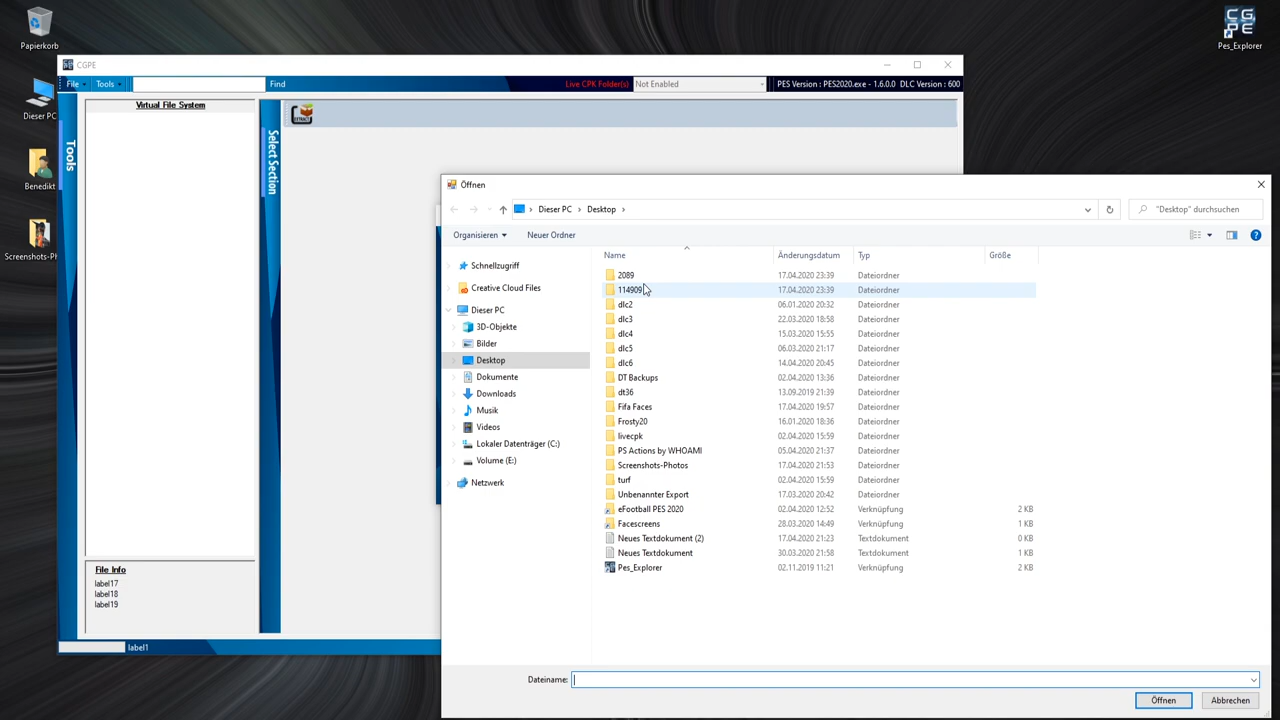 Papierkorb
Dieser PC
Benedikt
Screenshots-Ph
CG
PE
Pes_Explorer
CGPE
File Tools Find Live CPK Folder(s) Not Enabled PES Version : PES2020.exe - 1.6.0.0 DLC Version : 600
Virtual File System
Tools
Select Section
EXTRACT
File Info
label17
label18
label19
label1
Öffnen
Dieser PC Desktop "Desktop" durchsuchen
Organisieren Neuer Ordner
Schnellzugriff
Creative Cloud Files
Dieser PC
3D-Objekte
Bilder
Desktop
Dokumente
Downloads
Musik
Videos
Lokaler Datenträger (C:)
Volume (E:)
Netzwerk
Name Änderungsdatum Typ Größe
2089 17.04.2020 23:39 Dateiordner
114909 17.04.2020 23:39 Dateiordner
dlc2 06.01.2020 20:32 Dateiordner
dlc3 22.03.2020 18:58 Dateiordner
dlc4 15.03.2020 15:55 Dateiordner
dlc5 06.03.2020 21:17 Dateiordner
dlc6 14.04.2020 20:45 Dateiordner
DT Backups 02.04.2020 13:36 Dateiordner
dt36 13.09.2019 21:39 Dateiordner
Fifa Faces 17.04.2020 19:57 Dateiordner
Frosty20 16.01.2020 18:36 Dateiordner
livecpk 02.04.2020 15:59 Dateiordner
PS Actions by WHOAMI 05.04.2020 21:37 Dateiordner
Screenshots-Photos 17.04.2020 21:53 Dateiordner
turf 02.04.2020 15:59 Dateiordner
Unbenannter Export 17.03.2020 20:42 Dateiordner
eFootball PES 2020 02.04.2020 12:52 Verknüpfung 2 KB
Facescreens 28.03.2020 14:49 Verknüpfung 1 KB
Neues Textdokument (2) 17.04.2020 21:23 Textdokument 0 KB
Neues Textdokument 30.03.2020 21:58 Textdokument 1 KB
Pes_Explorer 02.11.2019 11:21 Verknüpfung 2 KB
Dateiname:
Öffnen Abbrechen